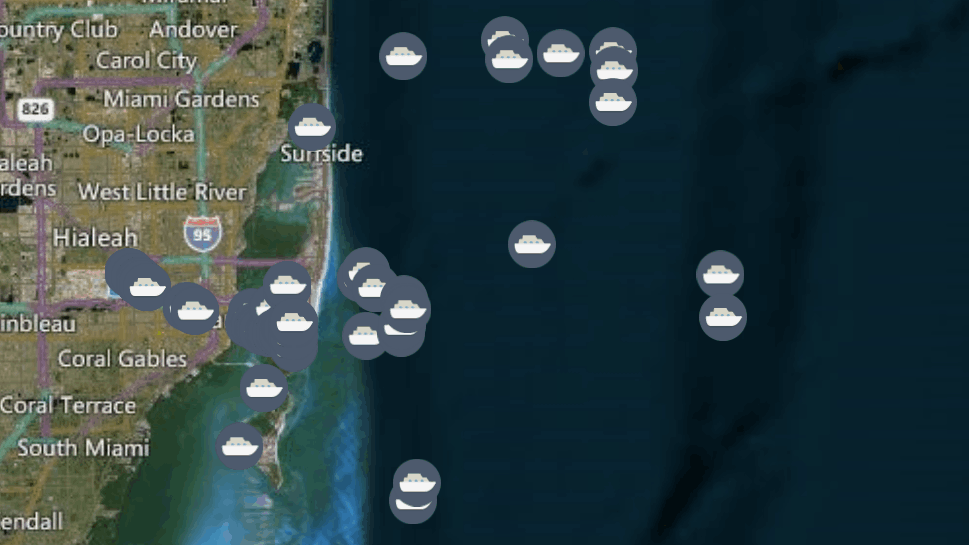 ountry Club
Andover
Carol City
826
Miami Gardens
Opa-Locka
Surfside
aleah
rdens
West Little River
95
Hialeah
inbleau
Coral Gables
Coral Terrace
South Miami
endall